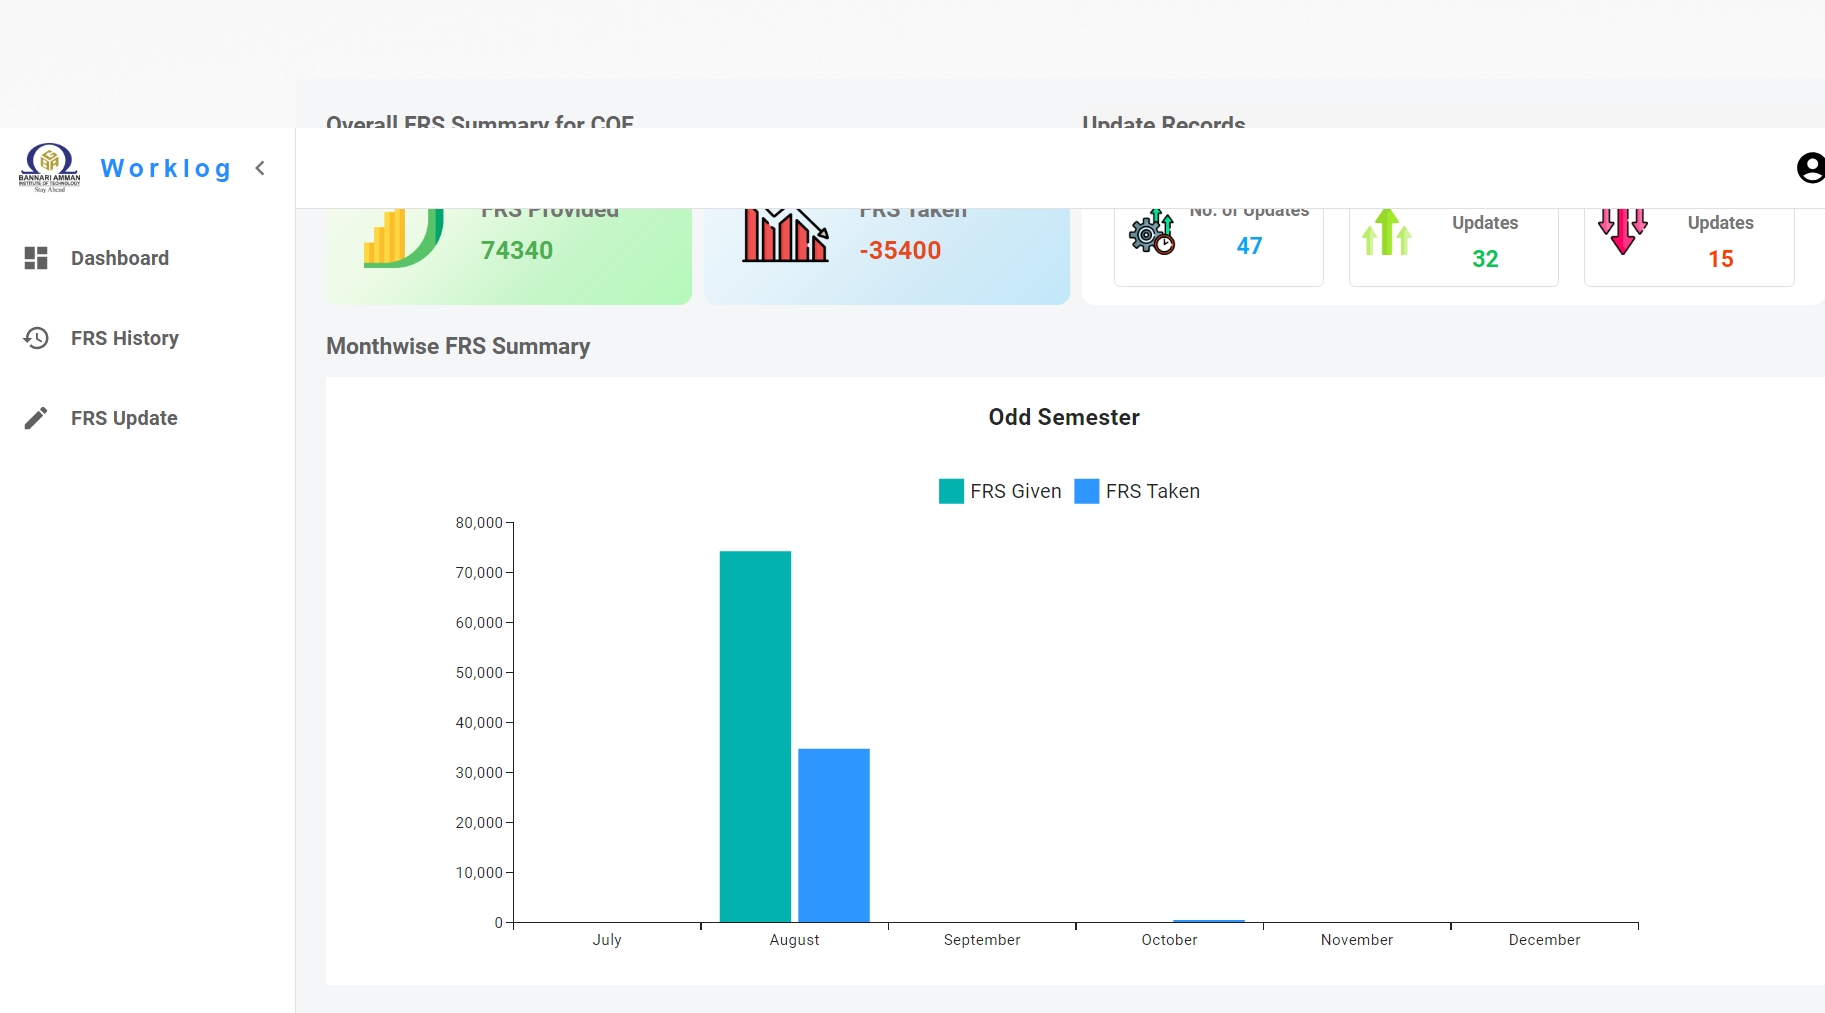 Overall FRS Summary for COE
Update Records
BANNARI AMMAN
INSTITUTE OF TECHNOLOGY
Stay Ahead
Worklog
Dashboard
FRS History
FRS Update
FRS Provided
74340
FRS Taken
-35400
No. of Updates
47
Updates
32
Updates
15
Monthwise FRS Summary
Odd Semester
FRS Given
FRS Taken
80,000
70,000
60,000
50,000
40,000
30,000
20,000
10,000
0
July
August
September
October
November
December